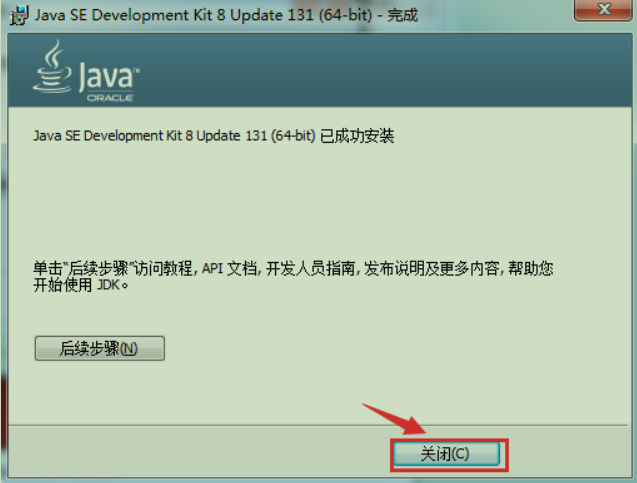 Java SE Development Kit 8 Update 131 (64-bit) - 完成
Java™
ORACLE
Java SE Development Kit 8 Update 131 (64-bit) 已成功安装
单击“后续步骤”访问教程, API 文档, 开发人员指南, 发布说明及更多内容, 帮助您
开始使用 JDK。
后续步骤(N)
关闭(C)